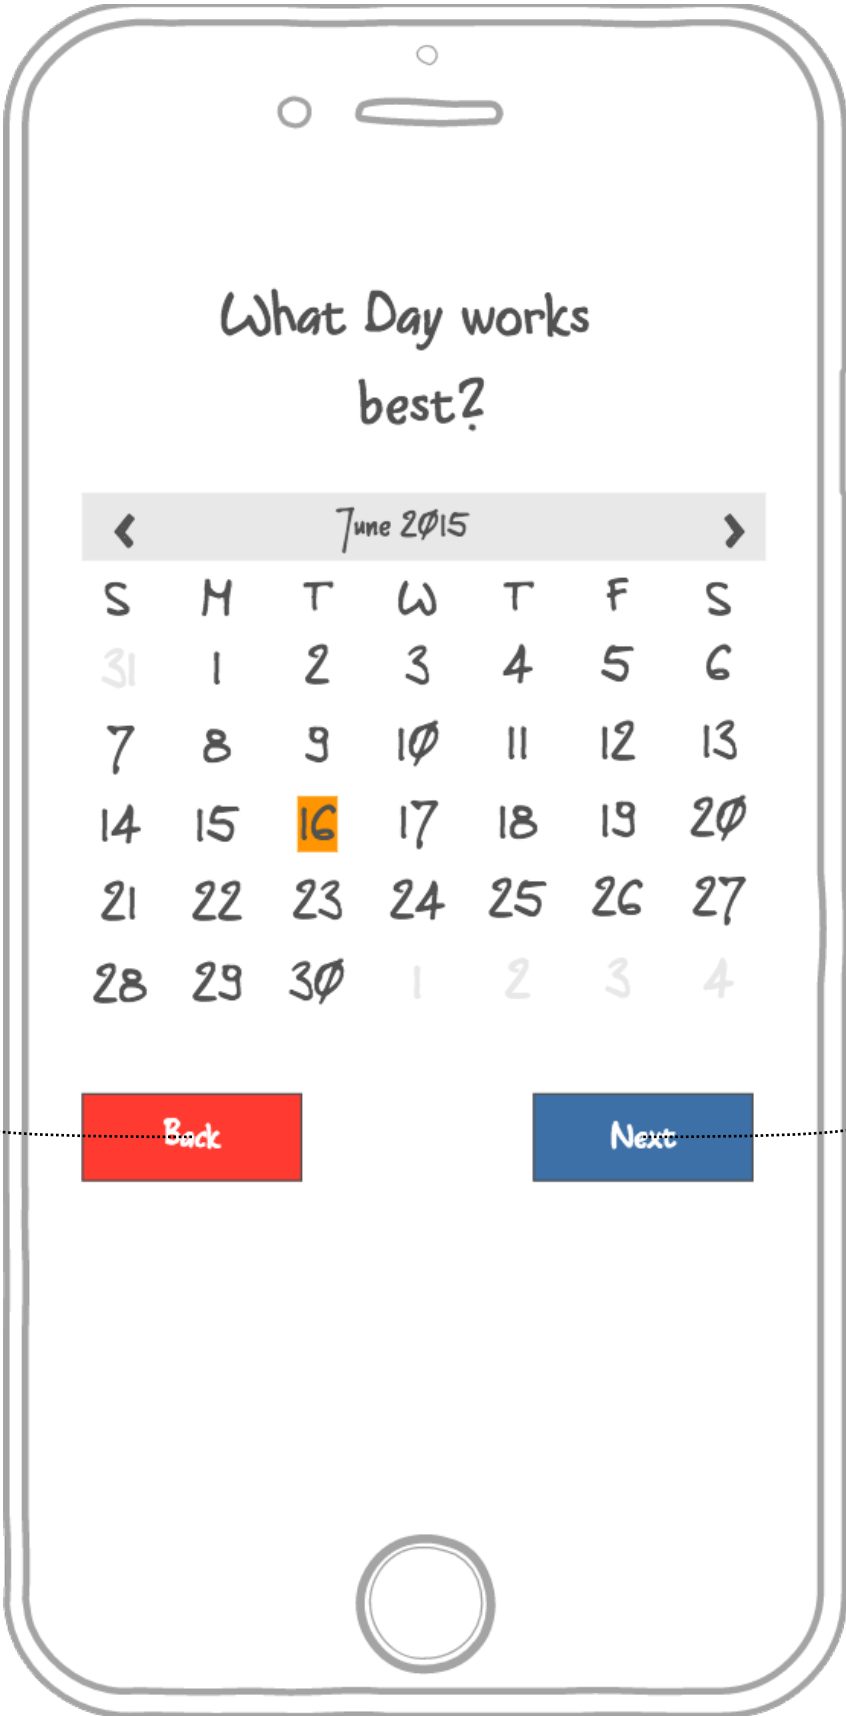 What Day works
best?
June 2015
S M T W T F S
31 1 2 3 4 5 6
7 8 9 10 11 12 13
14 15 16 17 18 19 20
21 22 23 24 25 26 27
28 29 30 1 2 3 4
Back Next